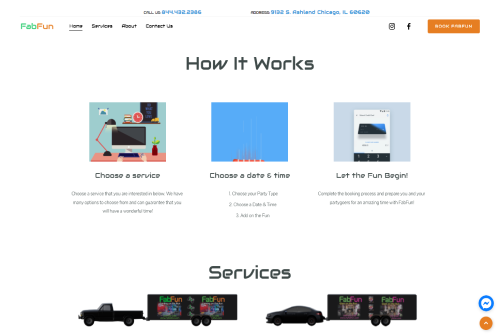 CALL US: 844.432.2386
ADDRESS: 9132 S. Ashland Chicago, IL 60620
FabFun
Home
Services
About
Contact Us
BOOK FABFUN
How It Works
Choose a service
Choose a service that you are interested in below. We have
many options to choose from and can guarantee that you
will have a wonderful time!
Choose a date & time
1. Choose your Party Type
2. Choose a Date & Time
3. Add on the Fun
Let the Fun Begin!
Complete the booking process and prepare you and your
partygoers for an amazing time with FabFun!
Services
FabFun
FabFun
FabFun
FabFun